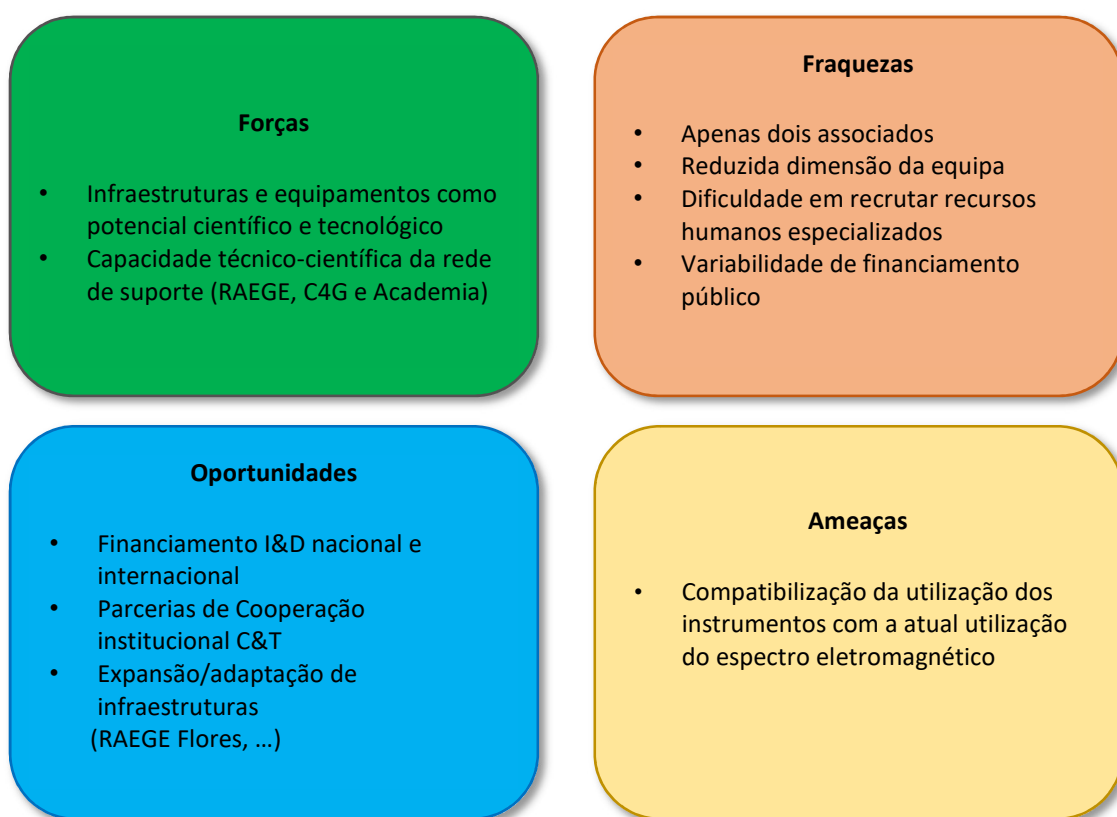 Forças
• Infraestruturas e equipamentos como
potencial científico e tecnológico
• Capacidade técnico-científica da rede
de suporte (RAEGE, C4G e Academia)
Fraquezas
• Apenas dois associados
• Reduzida dimensão da equipa
• Dificuldade em recrutar recursos
humanos especializados
• Variabilidade de financiamento
público
Oportunidades
• Financiamento I&D nacional e
internacional
• Parcerias de Cooperação
institucional C&T
• Expansão/adaptação de
infraestruturas
(RAEGE Flores, …)
Ameaças
• Compatibilização da utilização dos
instrumentos com a atual utilização
do espectro eletromagnético